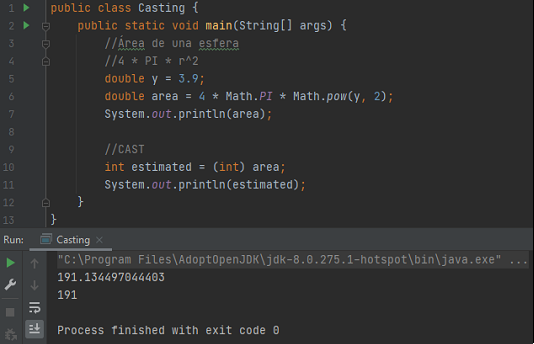 1 public class Casting {
2 public static void main(String[] args) {
3 //Área de una esfera
4 //4 * PI * r^2
5 double y = 3.9;
6 double area = 4 * Math.PI * Math.pow(y, 2);
7 System.out.println(area);
8
9 //CAST
10 int estimated = (int) area;
11 System.out.println(estimated);
12 }
13 }
Run: Casting ×
"C:\Program Files\AdoptOpenJDK\jdk-8.0.275.1-hotspot\bin\java.exe" ...
191.134497044403
191
Process finished with exit code 0